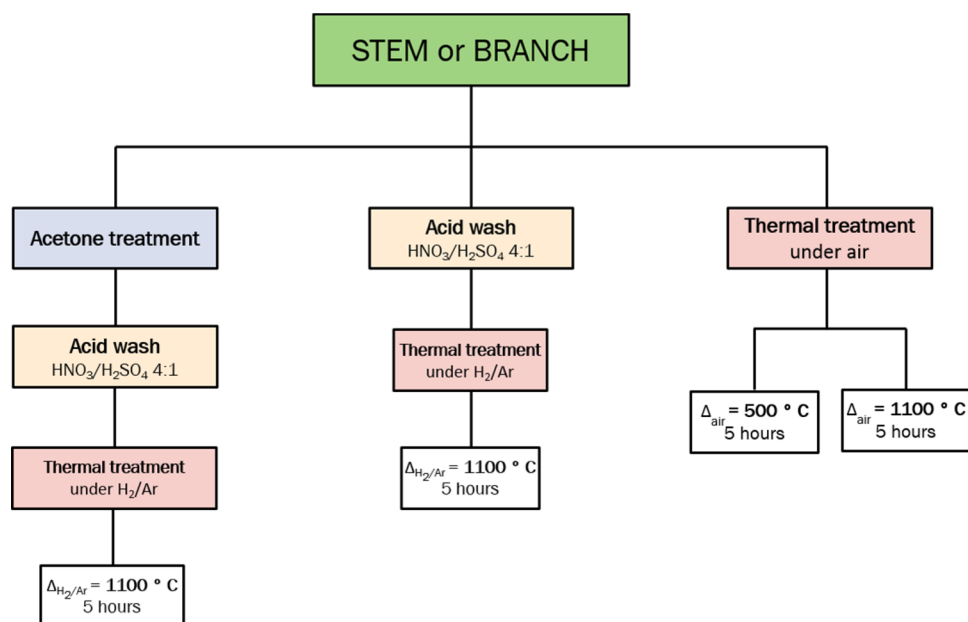 STEM or BRANCH
Acetone treatment
Acid wash
HNO₃/H₂SO₄ 4:1
Thermal treatment
under H₂/Ar
Δ_H₂/Ar = 1100 ° C
5 hours
Acid wash
HNO₃/H₂SO₄ 4:1
Thermal treatment
under H₂/Ar
Δ_H₂/Ar = 1100 ° C
5 hours
Thermal treatment
under air
Δair = 500 ° C
5 hours
Δair = 1100 ° C
5 hours